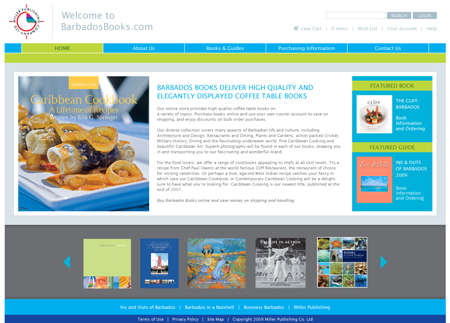 Welcome to
BarbadosBooks.com
SEARCH
LOGIN
View Cart | 0 items | Wish List | Your Account | Help
HOME
About Us
Books & Guides
Purchasing Information
Contact Us
Caribbean Cookbook
A Lifetime of Recipes
Written by Rita G. Springer
BARBADOS BOOKS DELIVER HIGH QUALITY AND
ELEGANTLY DISPLAYED COFFEE TABLE BOOKS
Our online store provides high quality coffee table books on
a variety of topics. Purchase books online and use your own courier account to save on
shipping, and enjoy discounts on bulk order purchases.
Our diverse collection covers many aspects of Barbadian life and culture, including
Architecture and Design, Restaurants and Dining, Plants and Gardens, action packed Cricket,
Military History, Diving and the fascinating underwater world, Fine Caribbean Cooking and
beautiful Caribbean Art. Superb photography will be found in each of our books, drawing you
in and transporting you to our fascinating and wonderful island.
For the food lovers, we offer a range of cookbooks appealing to chefs at all skill levels. Try a
recipe from Chef Paul Owens at the world famous Cliff Restaurant, the restaurant of choice
for visiting celebrities. Or perhaps a true, age-old West Indian recipe catches your fancy in
which case our Caribbean Cookbook or Contemporary Caribbean Cooking will be a delight,
sure to have what you're looking for. Caribbean Cooking is our newest title, published at the
end of 2007.
Buy Barbados Books online and save money on shipping and handling.
FEATURED BOOK
THE CLIFF
THE CLIFF,
BARBADOS
Book
Information
and Ordering
FEATURED GUIDE
INS & OUTS
OF BARBADOS
2009
Book
Information
and Ordering
IN ACTION
Ins and Outs of Barbados | Barbados in a Nutshell | Business Barbados | Miller Publishing
Terms of Use | Privacy Policy | Site Map | Copyright 2009 Miller Publishing Co. Ltd